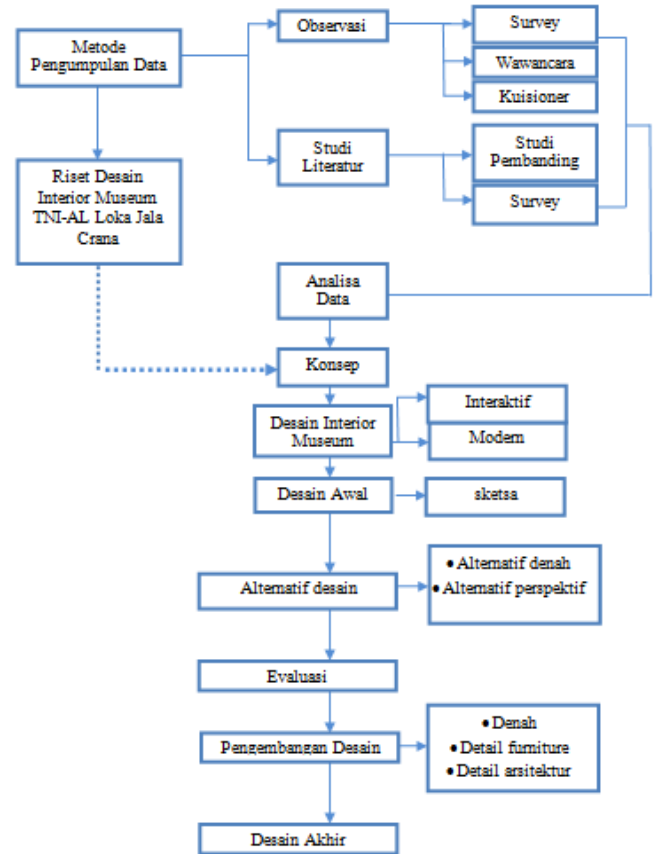 Metode
Pengumpulan Data
Observasi
Survey
Wawancara
Kuisioner
Studi
Literatur
Studi
Pembanding
Survey
Riset Desain
Interior Museum
TNI-AL Loka Jala
Crana
Analisa
Data
Konsep
Desain Interior
Museum
Interaktif
Modern
Desain Awal
sketsa
Alternatif desain
• Alternatif denah
• Alternatif perspektif
Evaluasi
Pengembangan Desain
• Denah
• Detail furniture
• Detail arsitektur
Desain Akhir